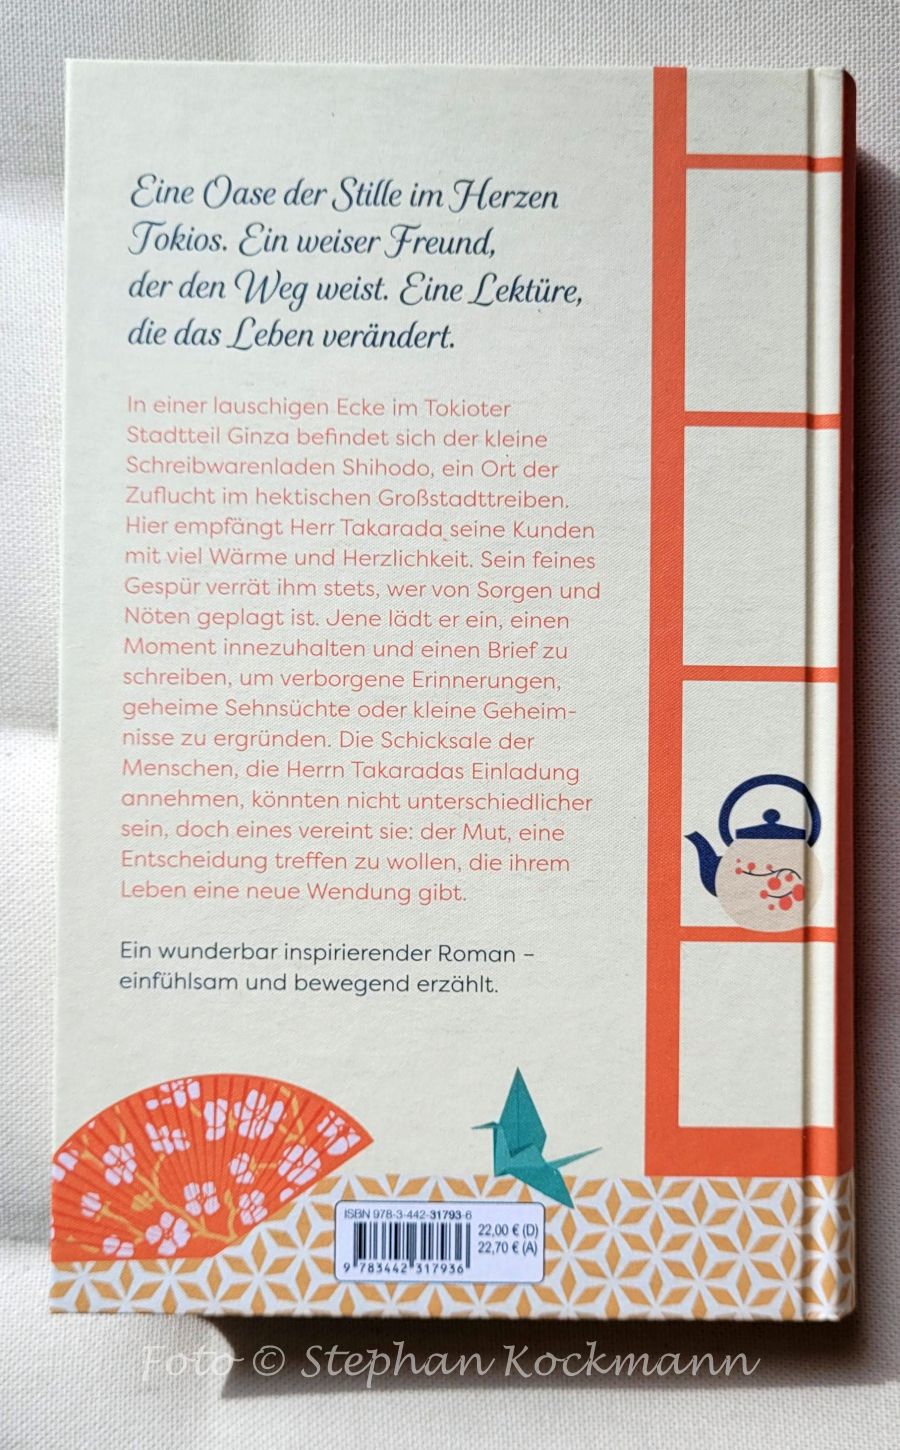 Eine Oase der Stille im Herzen
Tokios. Ein weiser Freund,
der den Weg weist. Eine Lektüre,
die das Leben verändert.
In einer lauschigen Ecke im Tokioter
Stadtteil Ginza befindet sich der kleine
Schreibwarenladen Shihodo, ein Ort der
Zuflucht im hektischen Großstadttreiben.
Hier empfängt Herr Takarada seine Kunden
mit viel Wärme und Herzlichkeit. Sein feines
Gespür verrät ihm stets, wer von Sorgen und
Nöten geplagt ist. Jene lädt er ein, einen
Moment innezuhalten und einen Brief zu
schreiben, um verborgene Erinnerungen,
geheime Sehnsüchte oder kleine Geheim-
nisse zu ergründen. Die Schicksale der
Menschen, die Herrn Takaradas Einladung
annehmen, könnten nicht unterschiedlicher
sein, doch eines vereint sie: der Mut, eine
Entscheidung treffen zu wollen, die ihrem
Leben eine neue Wendung gibt.
Ein wunderbar inspirierender Roman –
einfühlsam und bewegend erzählt.
ISBN 978-3-442-31793-6
22,00 € (D)
22,70 € (A)
9 783442 317936
Foto © Stephan Kockmann